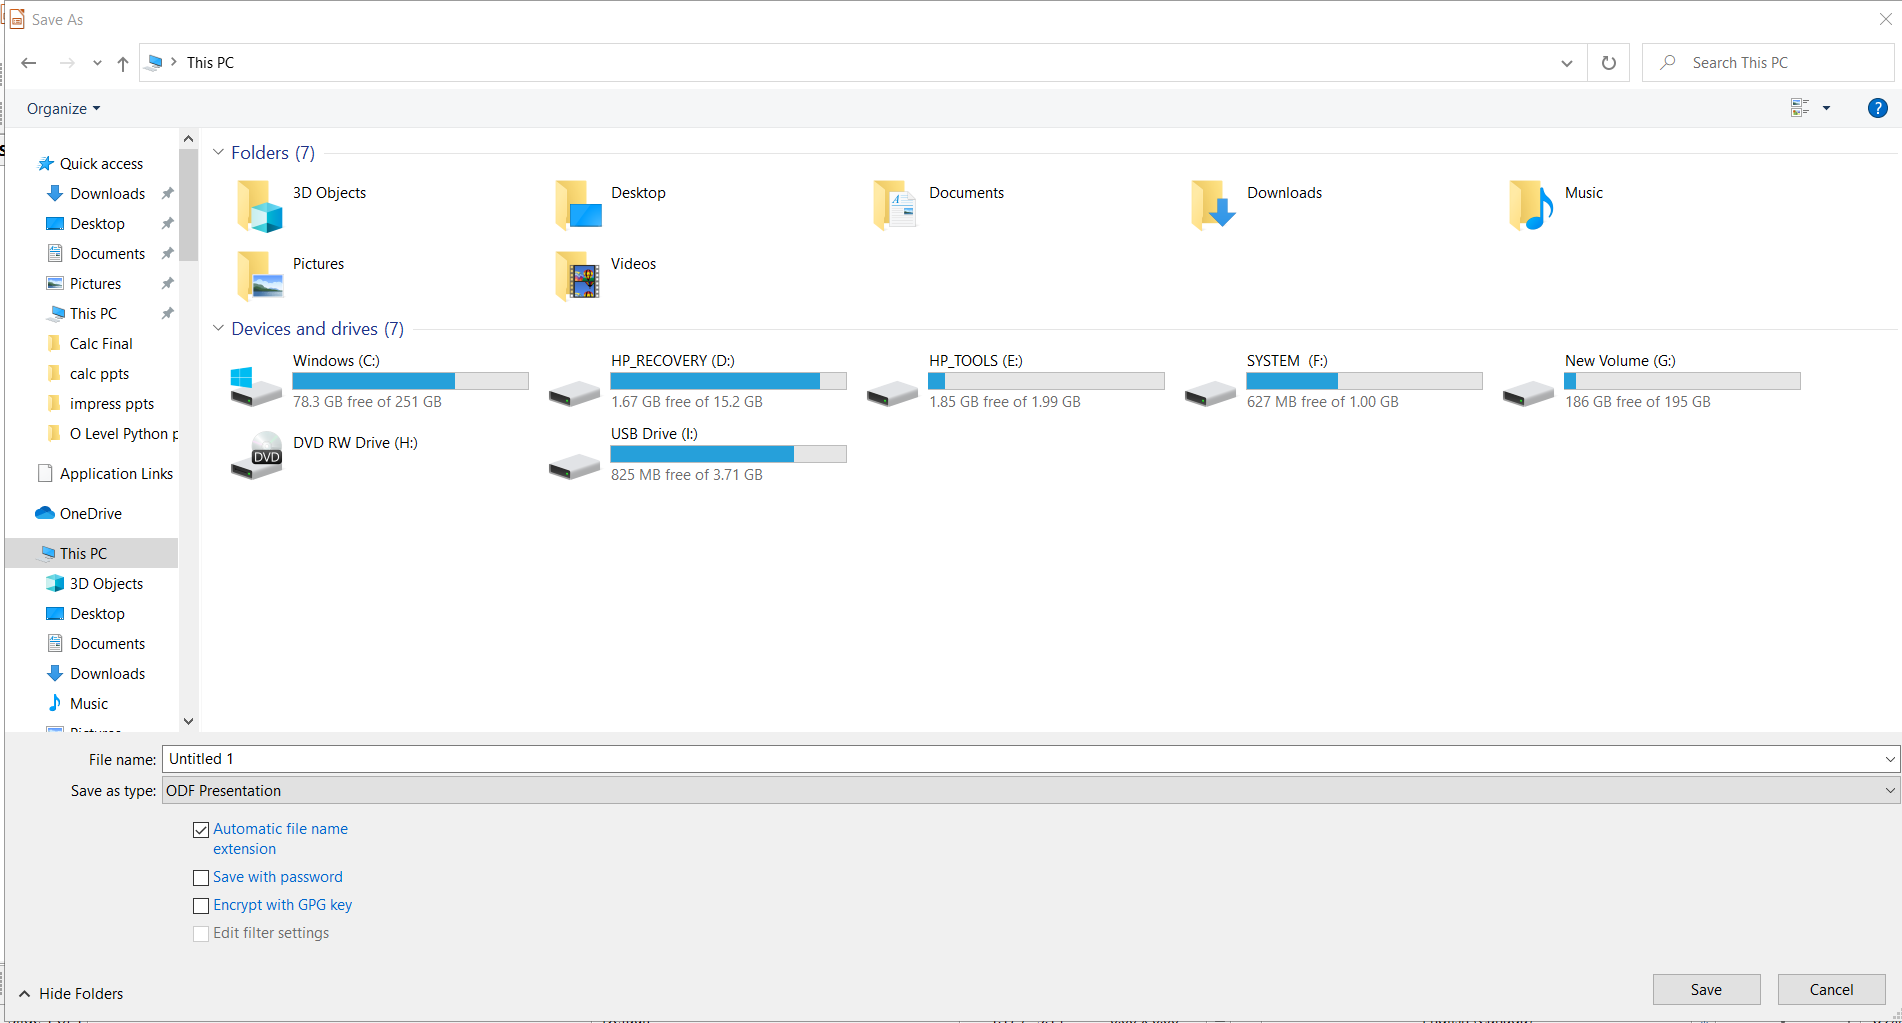 Save As
This PC
Search This PC
Organize
?
Quick access
Downloads
Desktop
Documents
Pictures
This PC
Calc Final
calc ppts
impress ppts
O Level Python p
Application Links
OneDrive
This PC
3D Objects
Desktop
Documents
Downloads
Music
Pictures
Folders (7)
3D Objects
Desktop
Documents
Downloads
Music
Pictures
Videos
Devices and drives (7)
Windows (C:)
78.3 GB free of 251 GB
HP_RECOVERY (D:)
1.67 GB free of 15.2 GB
HP_TOOLS (E:)
1.85 GB free of 1.99 GB
SYSTEM (F:)
627 MB free of 1.00 GB
New Volume (G:)
186 GB free of 195 GB
DVD
DVD RW Drive (H:)
USB Drive (I:)
825 MB free of 3.71 GB
File name: Untitled 1
Save as type: ODF Presentation
Automatic file name
extension
Save with password
Encrypt with GPG key
Edit filter settings
Hide Folders
Save
Cancel